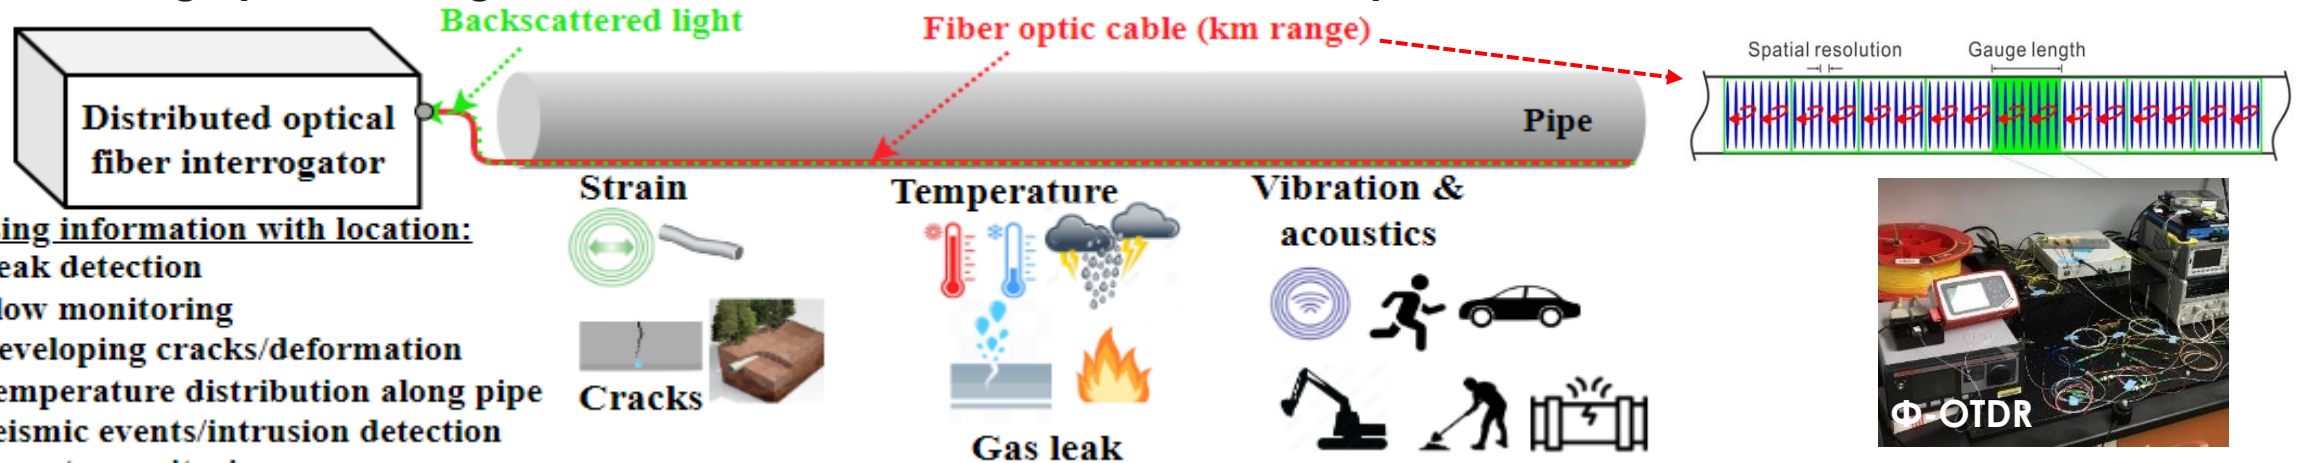 Backscattered light
Fiber optic cable (km range)
Spatial resolution
Gauge length
Distributed optical
fiber interrogator
Pipe
Strain
Temperature
Vibration &
acoustics
ing information with location:
eak detection
low monitoring
eveloping cracks/deformation
emperature distribution along pipe
eismic events/intrusion detection
Cracks
Gas leak
Φ-OTDR